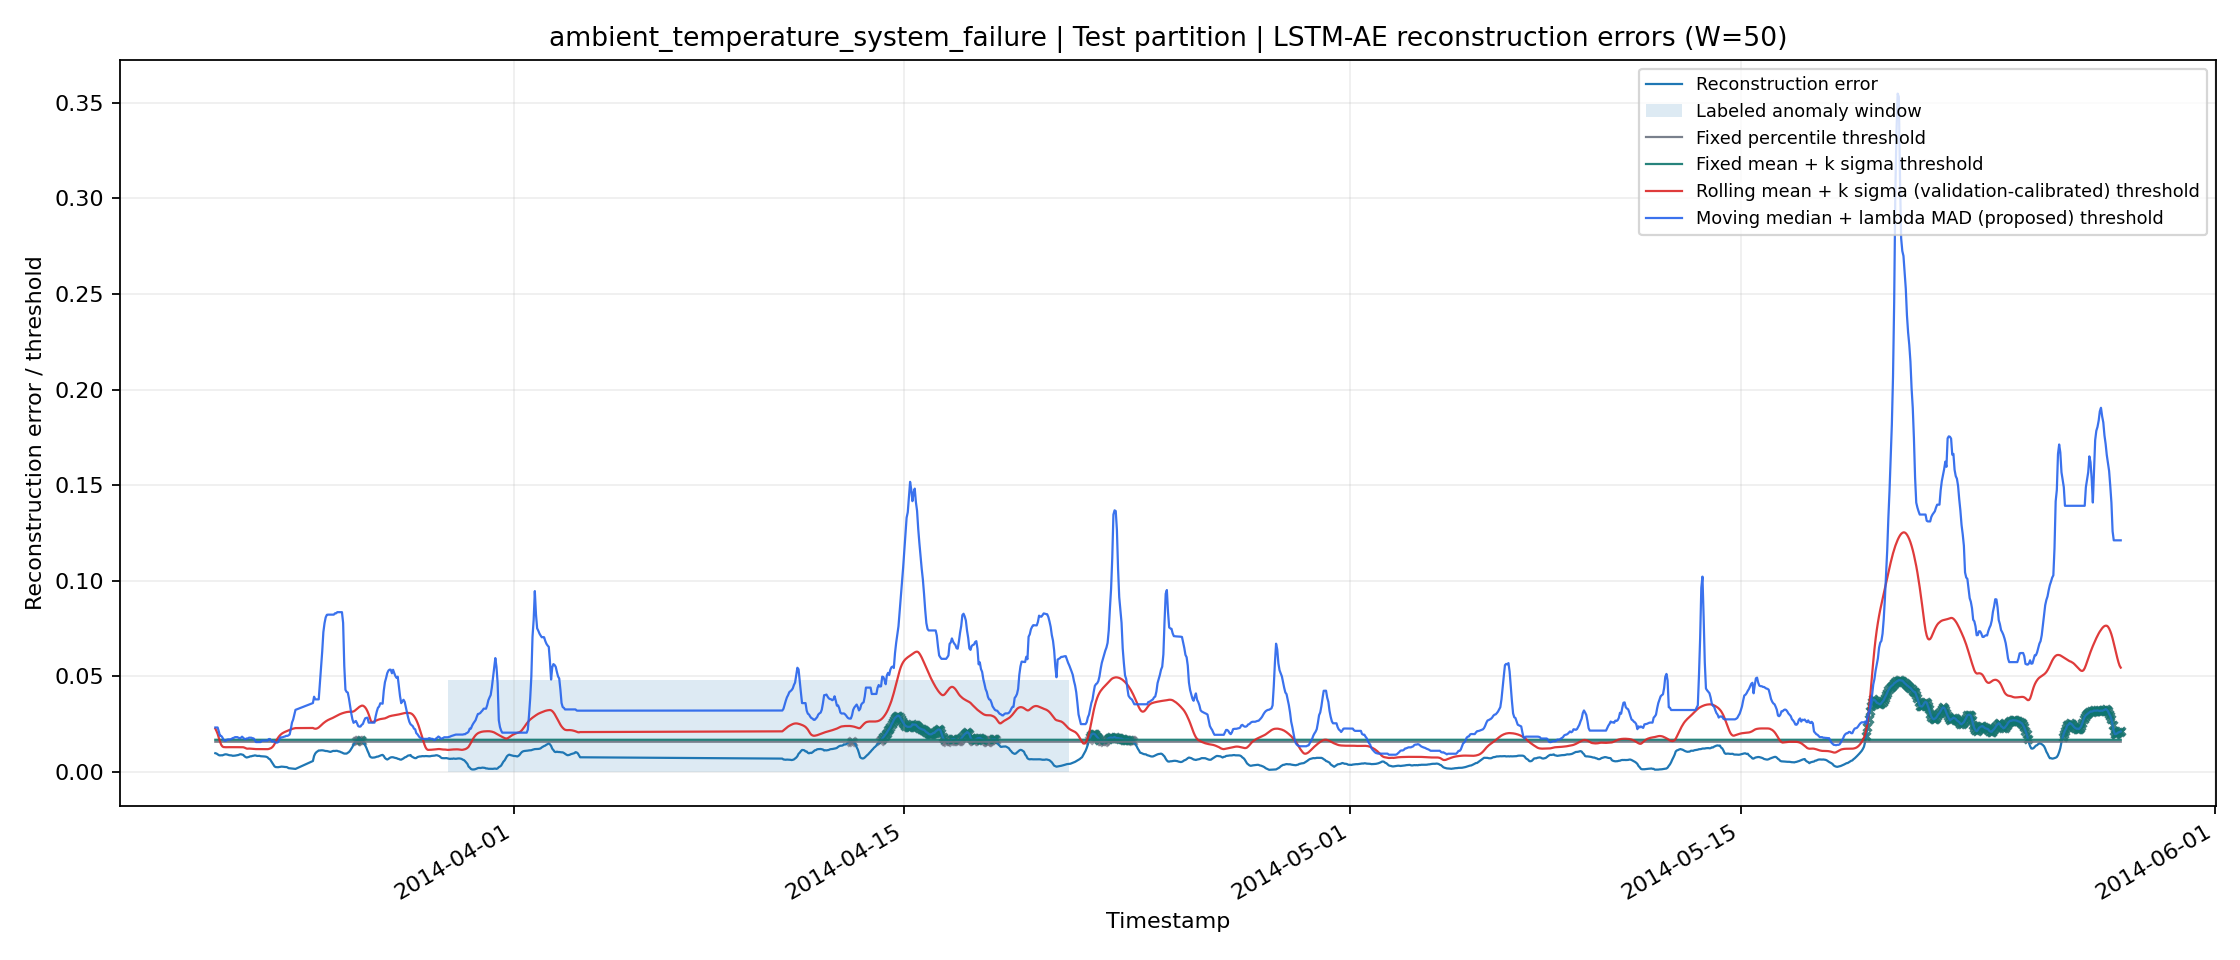 ambient_temperature_system_failure | Test partition | LSTM-AE reconstruction errors (W=50)
Reconstruction error / threshold
0.35
0.30
0.25
0.20
0.15
0.10
0.05
0.00
Reconstruction error
Labeled anomaly window
Fixed percentile threshold
Fixed mean + k sigma threshold
Rolling mean + k sigma (validation-calibrated) threshold
Moving median + lambda MAD (proposed) threshold
2014-04-01
2014-04-15
2014-05-01
2014-05-15
2014-06-01
Timestamp